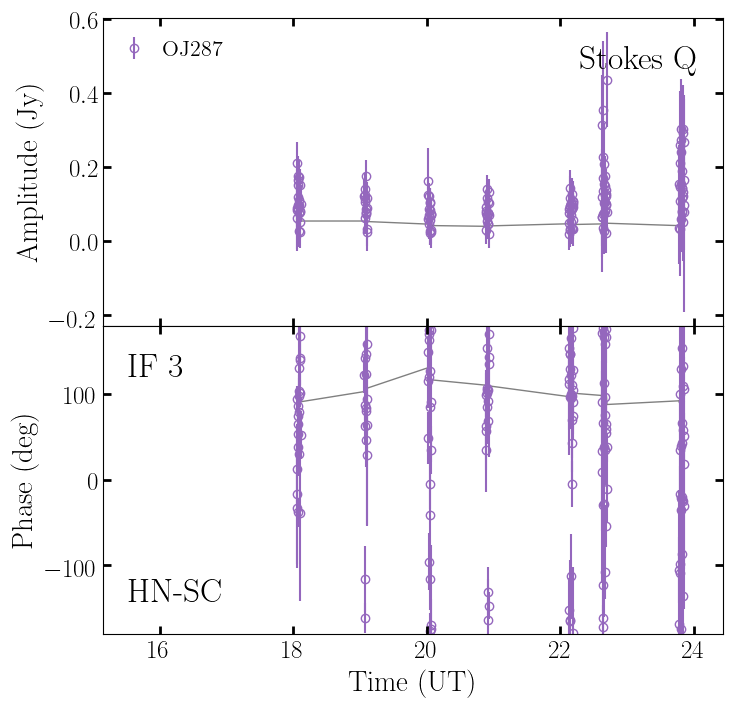 0.6
OJ287
Stokes Q
0.4
0.2
0.0
−0.2
Amplitude (Jy)
IF 3
100
0
−100
Phase (deg)
HN-SC
16 18 20 22 24
Time (UT)